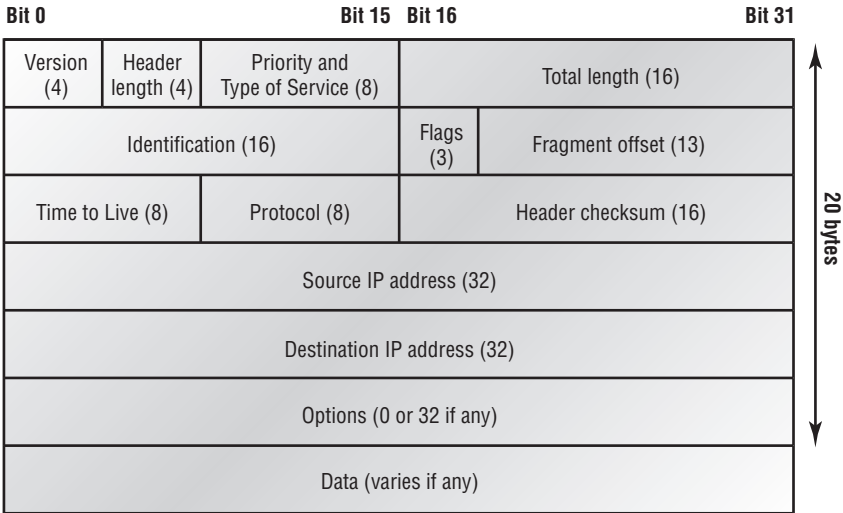 Bit 0 Bit 15 Bit 16 Bit 31
Version (4) Header length (4) Priority and Type of Service (8) Total length (16)
Identification (16) Flags (3) Fragment offset (13)
Time to Live (8) Protocol (8) Header checksum (16)
Source IP address (32)
Destination IP address (32)
Options (0 or 32 if any)
Data (varies if any)
20 bytes